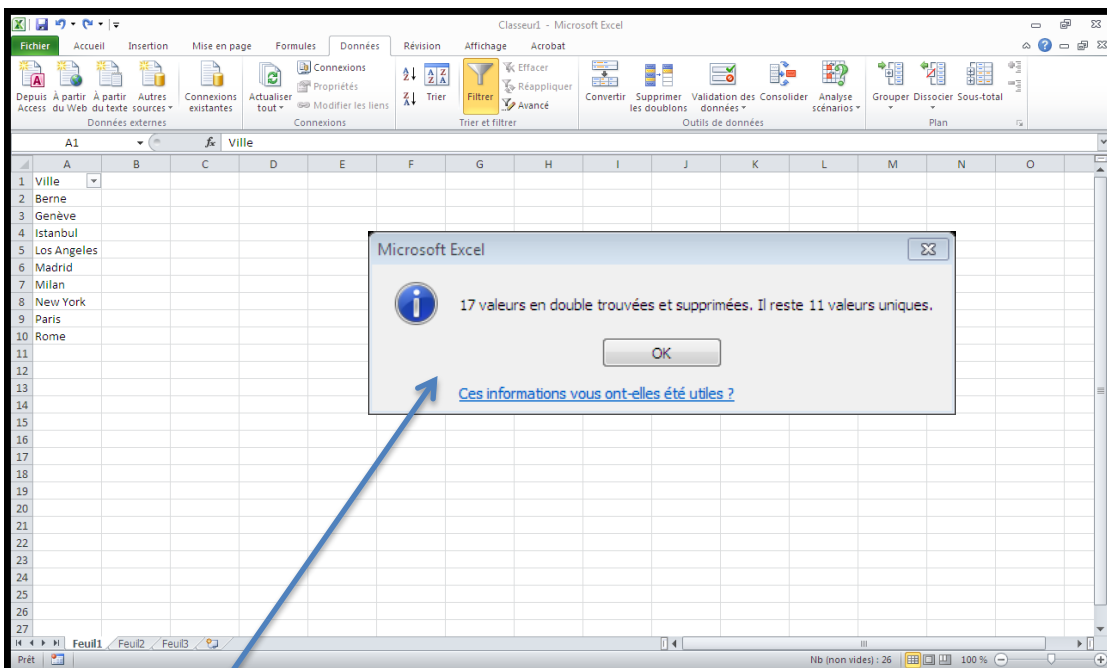 Classeur1 - Microsoft Excel
Fichier Accueil Insertion Mise en page Formules Données Révision Affichage Acrobat
Depuis Access
À partir du Web
À partir du texte
Autres sources
Données externes
Connexions existantes
Actualiser tout
Connexions
Propriétés
Modifier les liens
Connexions
Trier
Filtrer
Effacer
Réappliquer
Avancé
Trier et filtrer
Convertir
Supprimer les doublons
Validation des données
Consolider
Analyse scénarios
Outils de données
Grouper
Dissocier
Sous-total
Plan
A1 fx Ville
A B C D E F G H I J K L M N O
1 Ville
2 Berne
3 Genève
4 Istanbul
5 Los Angeles
6 Madrid
7 Milan
8 New York
9 Paris
10 Rome
11
12
13
14
15
16
17
18
19
20
21
22
23
24
25
26
27
Microsoft Excel
17 valeurs en double trouvées et supprimées. Il reste 11 valeurs uniques.
OK
Ces informations vous ont-elles été utiles ?
Feuil1 Feuil2 Feuil3
Prêt Nb (non vides) : 26 100 %